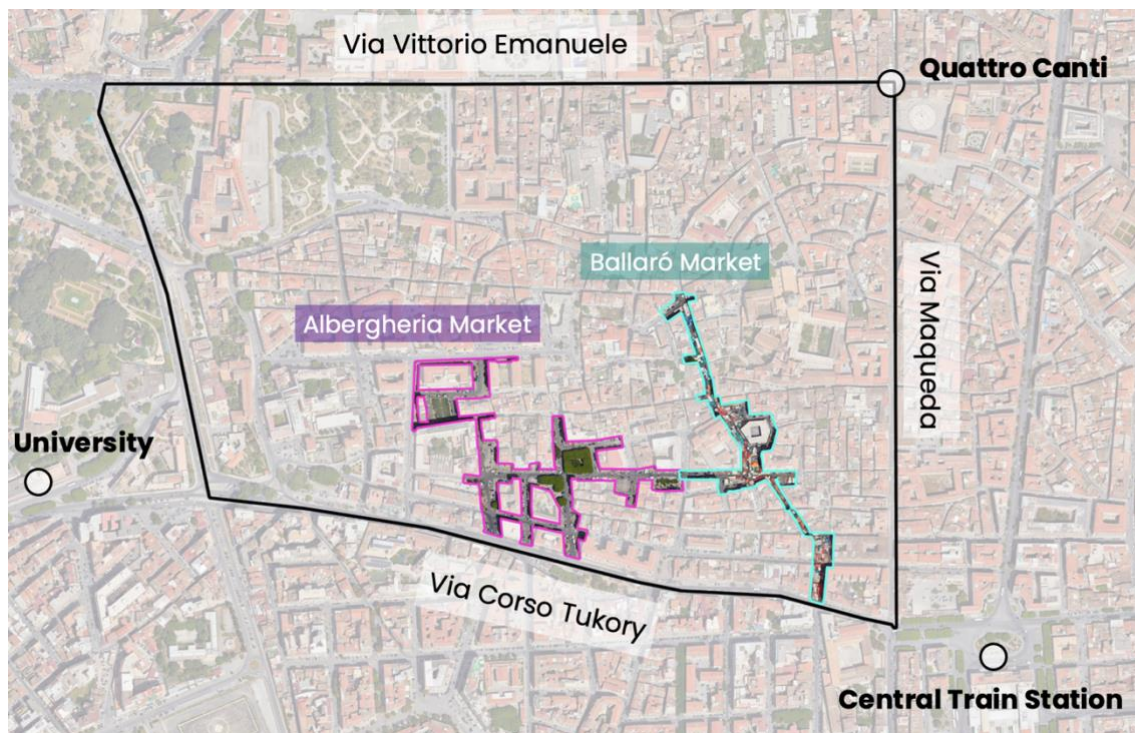 Via Vittorio Emanuele
Quattro Canti
Ballaró Market
Via Maqueda
Albergheria Market
University
Via Corso Tukory
Central Train Station